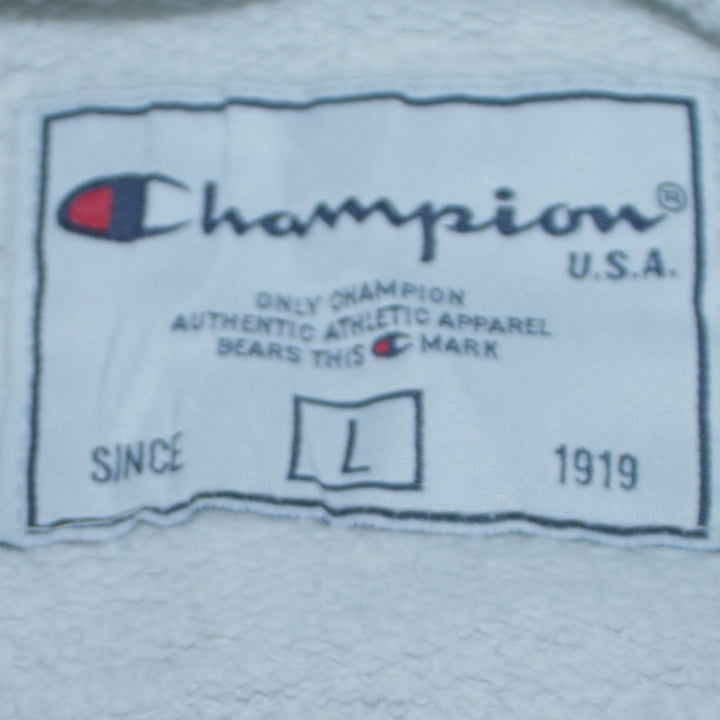 Champion®
U.S.A.
ONLY CHAMPION
AUTHENTIC ATHLETIC APPAREL
BEARS THIS C MARK
L
SINCE 1919